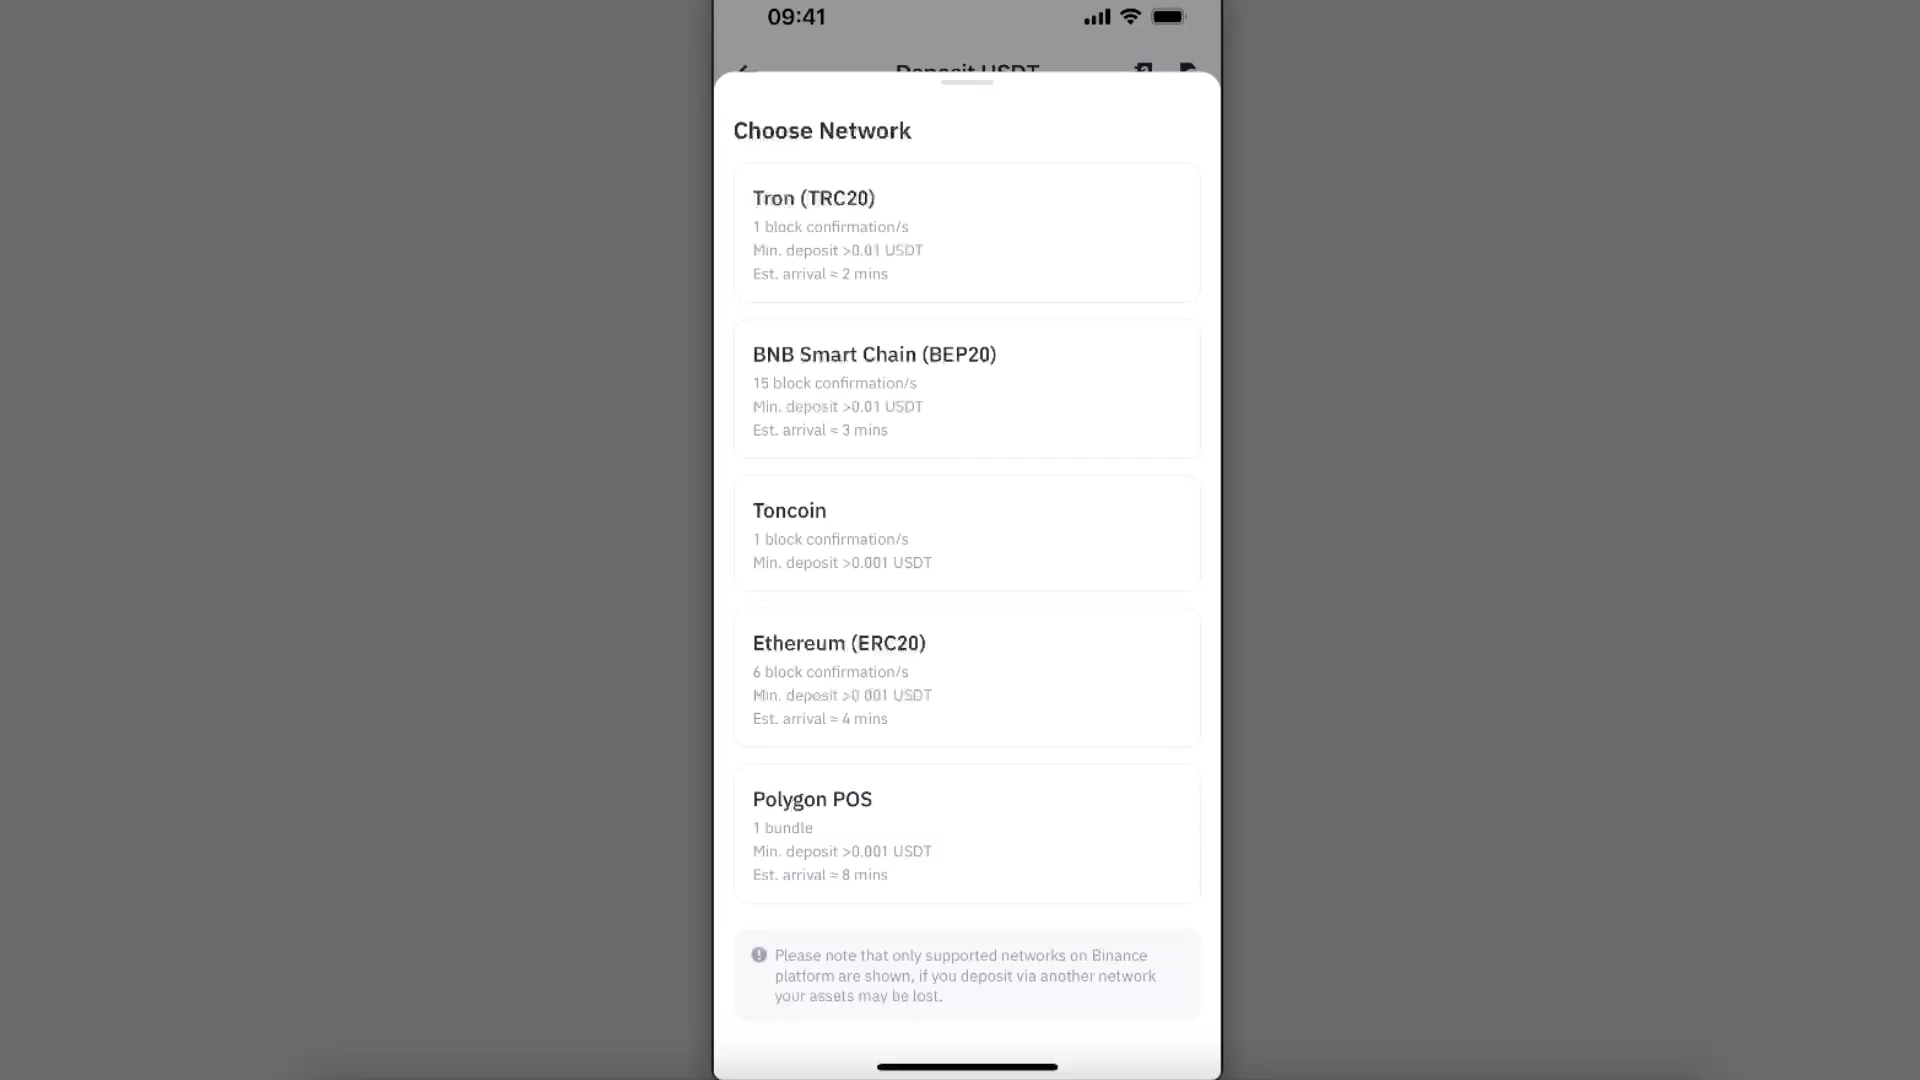 09:41
Deposit USDT
Choose Network
Tron (TRC20)
1 block confirmation/s
Min. deposit >0.01 USDT
Est. arrival ≈ 2 mins
BNB Smart Chain (BEP20)
15 block confirmation/s
Min. deposit >0.01 USDT
Est. arrival ≈ 3 mins
Toncoin
1 block confirmation/s
Min. deposit >0.001 USDT
Ethereum (ERC20)
6 block confirmation/s
Min. deposit >0.001 USDT
Est. arrival ≈ 4 mins
Polygon POS
1 bundle
Min. deposit >0.001 USDT
Est. arrival ≈ 8 mins
Please note that only supported networks on Binance
platform are shown, if you deposit via another network
your assets may be lost.